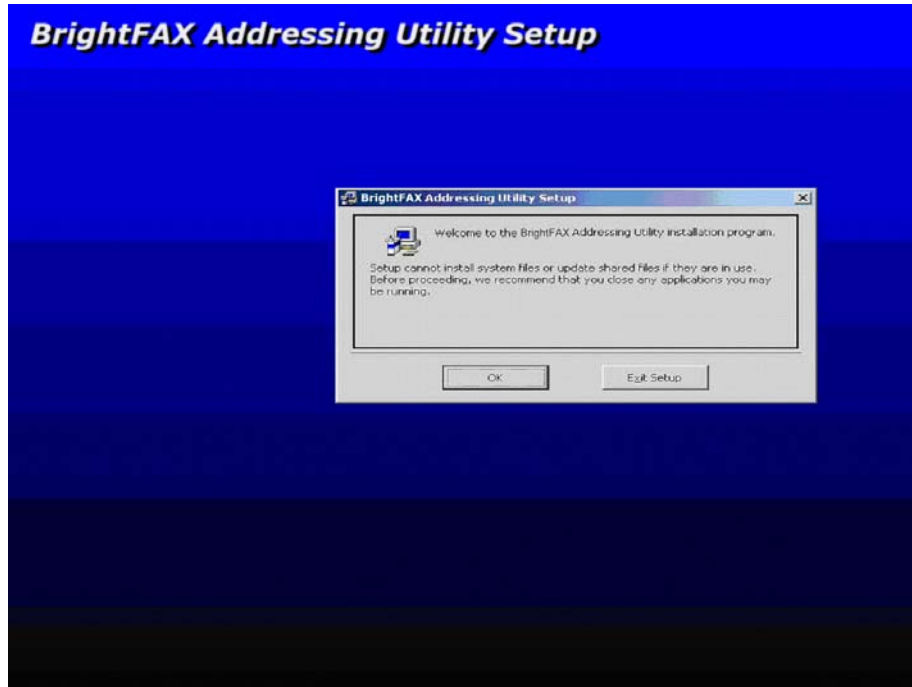 BrightFAX Addressing Utility Setup
BrightFAX Addressing Utility Setup
Welcome to the BrightFAX Addressing Utility installation program.
Setup cannot install system files or update shared files if they are in use.
Before proceeding, we recommend that you close any applications you may
be running.
OK
Exit Setup